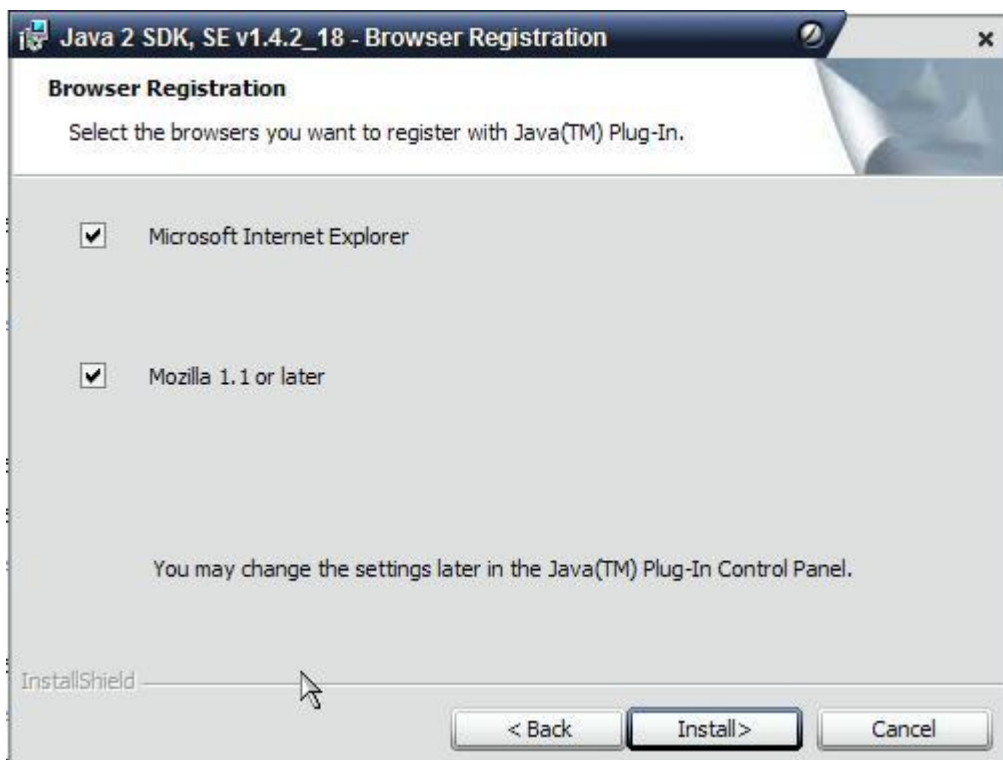 Java 2 SDK, SE v1.4.2_18 - Browser Registration
Browser Registration
Select the browsers you want to register with Java(TM) Plug-In.
Microsoft Internet Explorer
Mozilla 1.1 or later
You may change the settings later in the Java(TM) Plug-In Control Panel.
InstallShield
< Back Install> Cancel